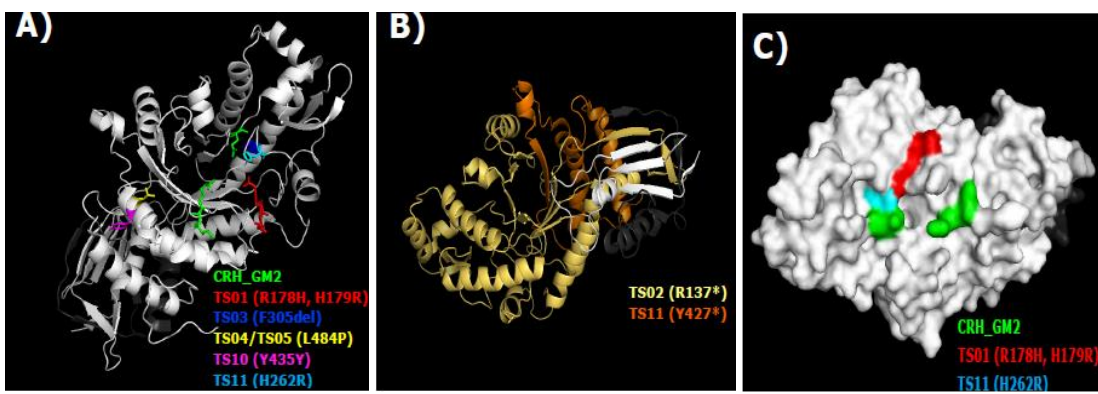 A)
CRH_GM2
TS01 (R178H, H179R)
TS03 (F305del)
TS04/TS05 (L484P)
TS10 (Y435Y)
TS11 (H262R)
B)
TS02 (R137*)
TS11 (Y427*)
C)
CRH_GM2
TS01 (R178H, H179R)
TS11 (H262R)